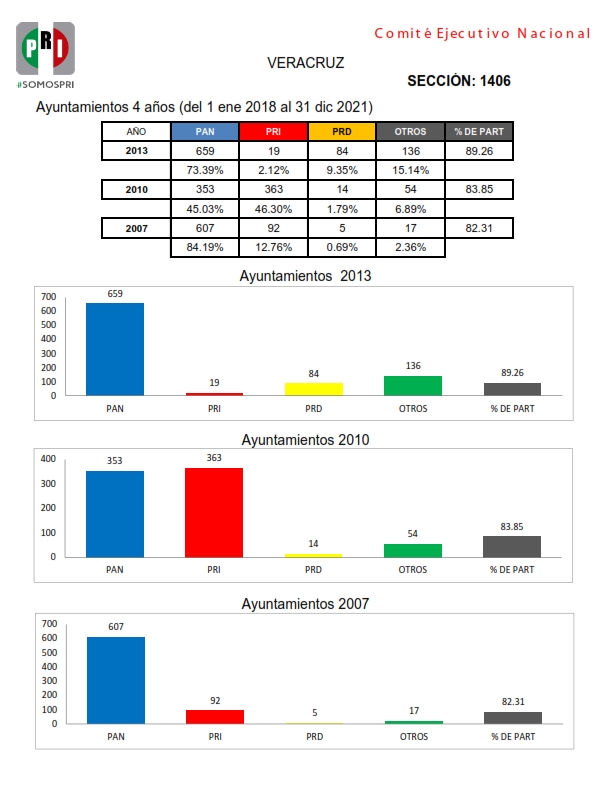 Comité Ejecutivo Nacional
PRI
#SOMOSPRI
VERACRUZ
SECCIÓN: 1406
Ayuntamientos 4 años (del 1 ene 2018 al 31 dic 2021)
AÑO PAN PRI PRD OTROS % DE PART
2013 659 19 84 136 89.26
73.39% 2.12% 9.35% 15.14%
2010 353 363 14 54 83.85
45.03% 46.30% 1.79% 6.89%
2007 607 92 5 17 82.31
84.19% 12.76% 0.69% 2.36%
Ayuntamientos 2013
700
600
500
400
300
200
100
0
659
19
84
136
89.26
PAN PRI PRD OTROS % DE PART
Ayuntamientos 2010
400
300
200
100
0
353
363
14
54
83.85
PAN PRI PRD OTROS % DE PART
Ayuntamientos 2007
700
600
500
400
300
200
100
0
607
92
5
17
82.31
PAN PRI PRD OTROS % DE PART